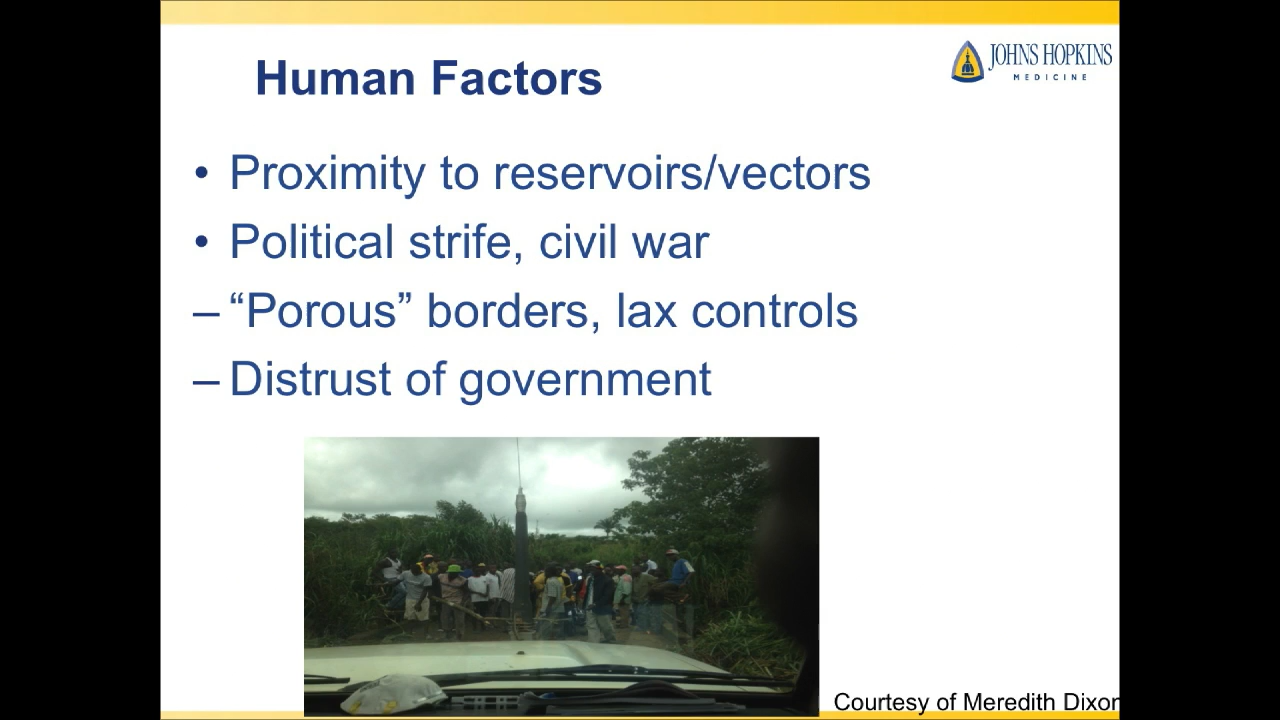 Human Factors
JOHNS HOPKINS
MEDICINE
• Proximity to reservoirs/vectors
• Political strife, civil war
– “Porous” borders, lax controls
– Distrust of government
Courtesy of Meredith Dixon